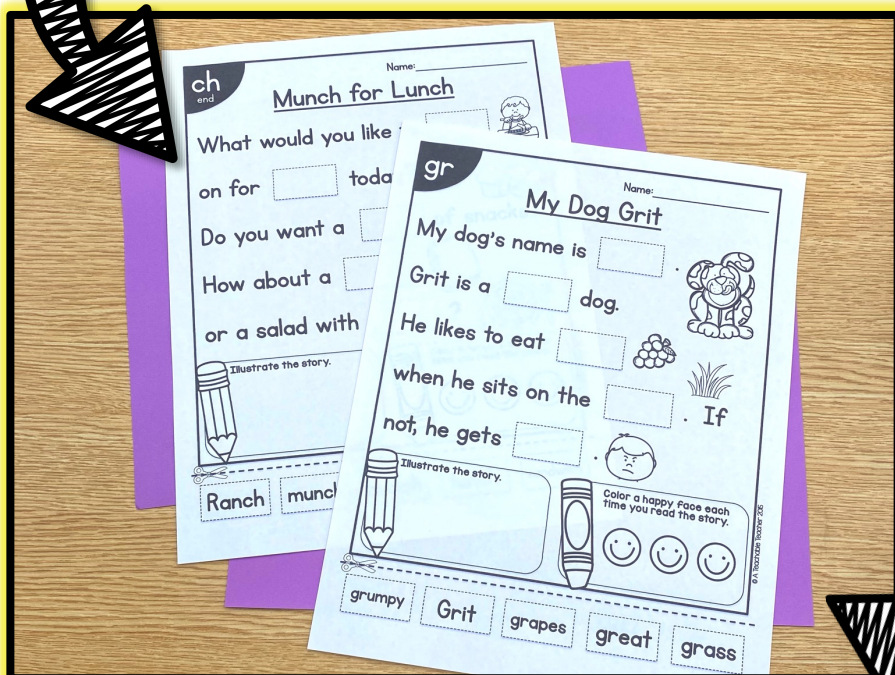 ch
end
Name:
Munch for Lunch
What would you like
on for
Do you want a
How about a
or a salad with
Illustrate the story.
Ranch
gr
Name:
My Dog Grit
My dog's name is .
Grit is a dog.
He likes to eat
when he sits on the . If
not, he gets .
Illustrate the story.
Color a happy face each
time you read the story.
© A Teachable Teacher 2015
grumpy Grit grapes great grass